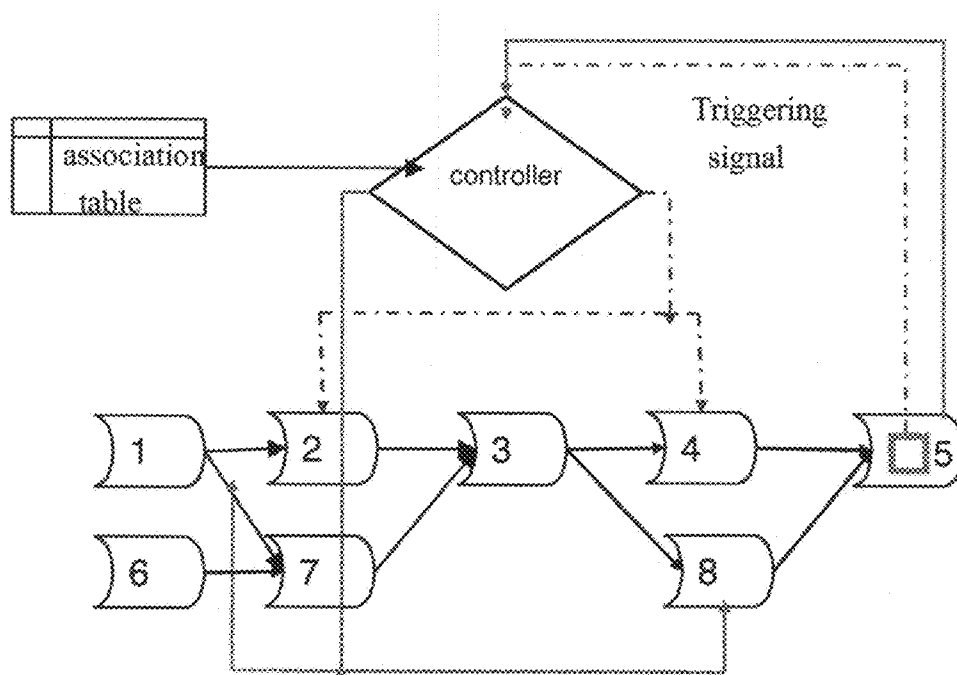 Triggering
signal
association
table
controller
1
2
3
4
5
6
7
8